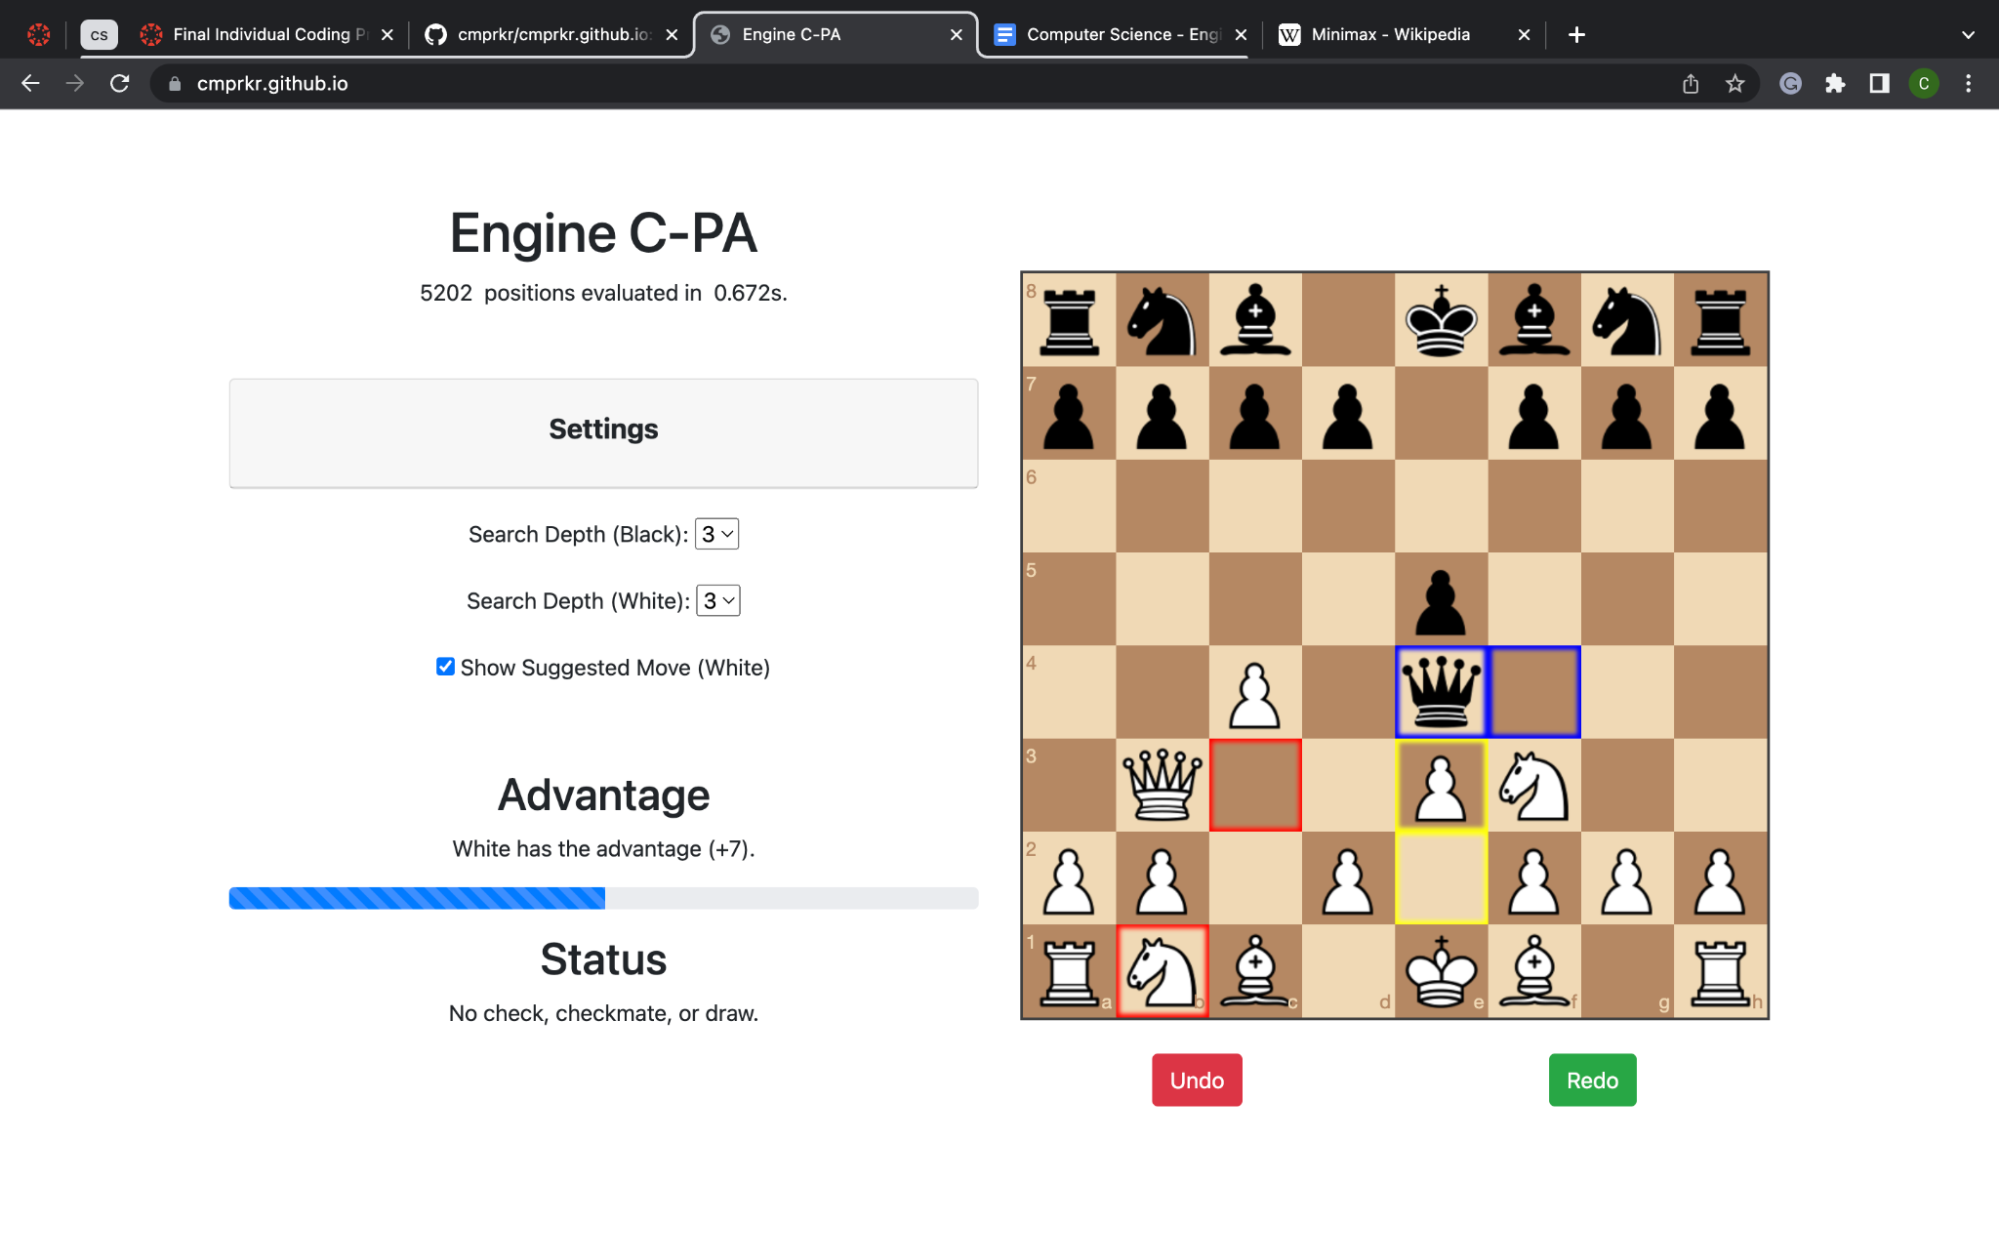 cs
Final Individual Coding P
cmprkr/cmprkr.github.io:
Engine C-PA
Computer Science - Engi
W
Minimax - Wikipedia
cmprkr.github.io
C
Engine C-PA
5202 positions evaluated in 0.672s.
Settings
Search Depth (Black): 3
Search Depth (White): 3
Show Suggested Move (White)
Advantage
White has the advantage (+7).
Status
No check, checkmate, or draw.
8
7
6
5
4
3
2
1
a
b
c
d
e
f
g
h
Undo
Redo